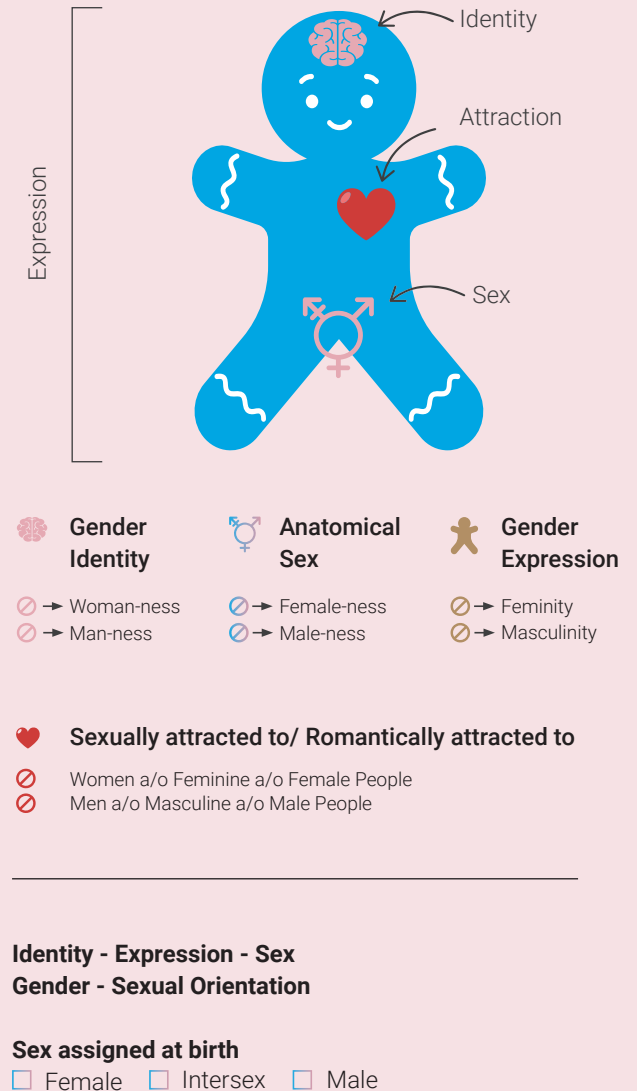 Identity
Attraction
Expression
Sex
Gender
Identity
Anatomical
Sex
Gender
Expression
Woman-ness
Man-ness
Female-ness
Male-ness
Feminity
Masculinity
Sexually attracted to/ Romantically attracted to
Women a/o Feminine a/o Female People
Men a/o Masculine a/o Male People
Identity - Expression - Sex
Gender - Sexual Orientation
Sex assigned at birth
Female Intersex Male